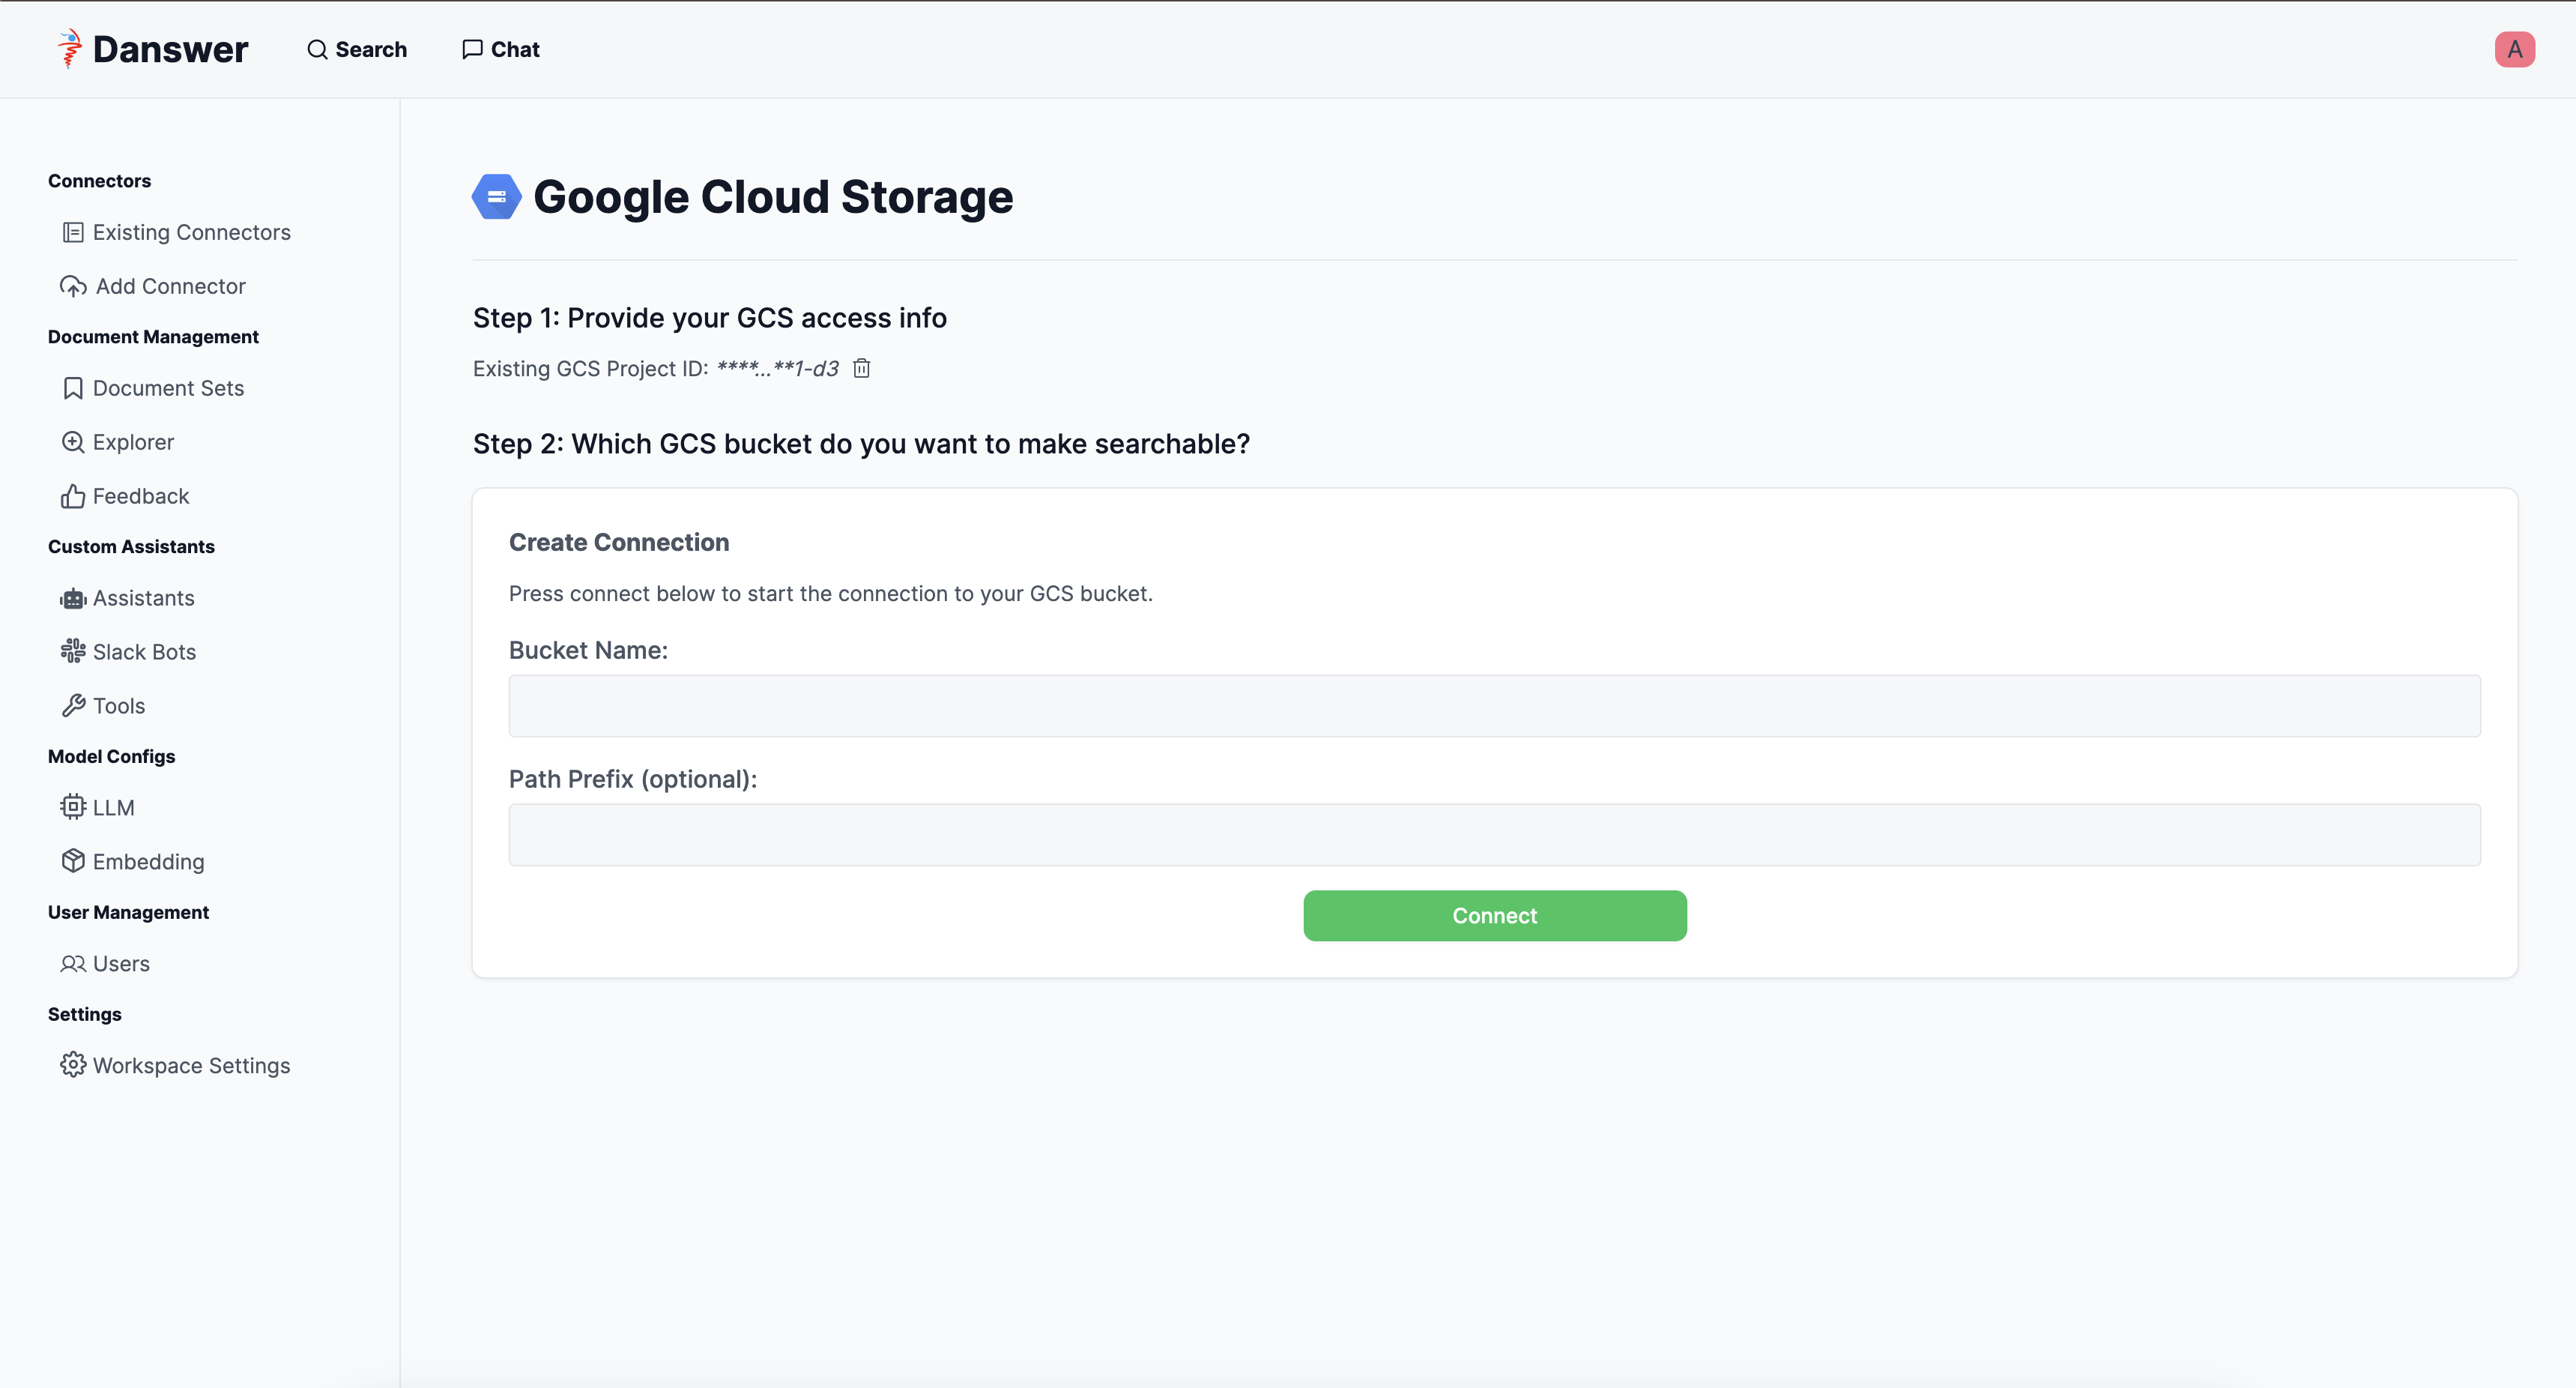 Danswer
Search
Chat
A
Connectors
Existing Connectors
Add Connector
Document Management
Document Sets
Explorer
Feedback
Custom Assistants
Assistants
Slack Bots
Tools
Model Configs
LLM
Embedding
User Management
Users
Settings
Workspace Settings
Google Cloud Storage
Step 1: Provide your GCS access info
Existing GCS Project ID: ****...**1-d3
Step 2: Which GCS bucket do you want to make searchable?
Create Connection
Press connect below to start the connection to your GCS bucket.
Bucket Name:
Path Prefix (optional):
Connect